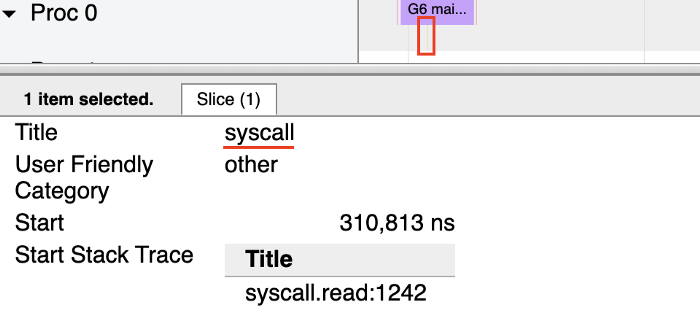 Proc 0
G6 mai...
1 item selected.
Slice (1)
Title syscall
User Friendly other
Category
Start 310,813 ns
Start Stack Trace Title
syscall.read:1242